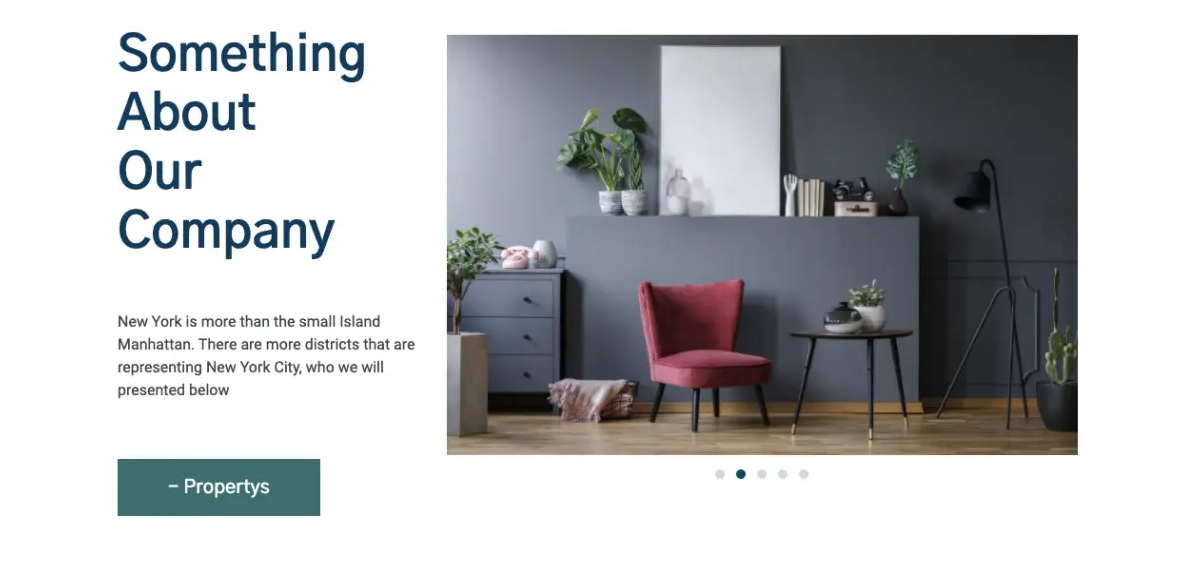 Something
About
Our
Company
New York is more than the small Island
Manhattan. There are more districts that are
representing New York City, who we will
presented below
– Propertys